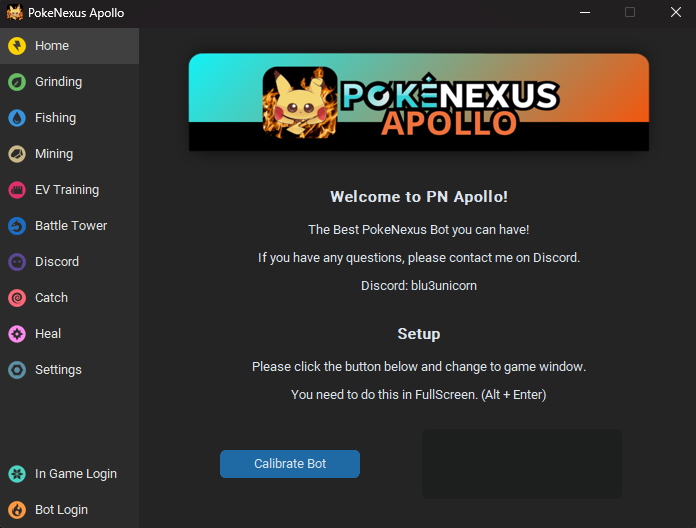 PokeNexus Apollo
Home
Grinding
Fishing
Mining
EV Training
Battle Tower
Discord
Catch
Heal
Settings
In Game Login
Bot Login
POKÉNEXUS
APOLLO
Welcome to PN Apollo!
The Best PokeNexus Bot you can have!
If you have any questions, please contact me on Discord.
Discord: blu3unicorn
Setup
Please click the button below and change to game window.
You need to do this in FullScreen. (Alt + Enter)
Calibrate Bot